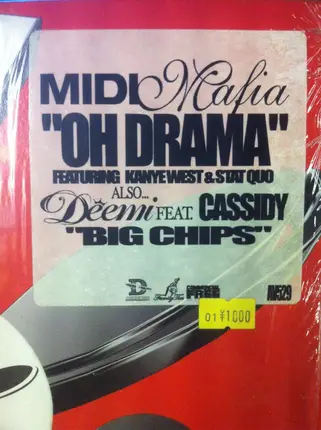 MIDI Mafia
"OH DRAMA"
FEATURING KANYE WEST & STAT QUO
ALSO...
Deemi FEAT. CASSIDY
"BIG CHIPS"
01 ¥1000